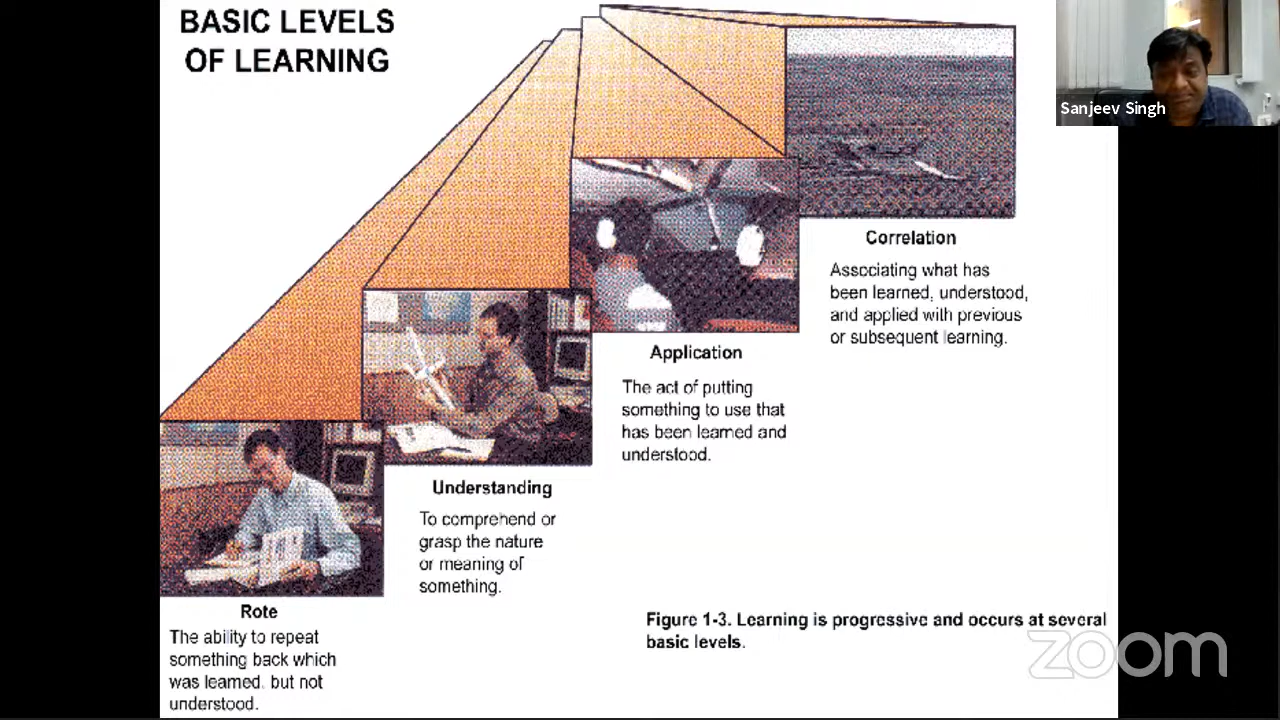 BASIC LEVELS
OF LEARNING
Sanjeev Singh
Correlation
Associating what has
been learned, understood,
and applied with previous
or subsequent learning.
Application
The act of putting
something to use that
has been learned and
understood.
Understanding
To comprehend or
grasp the nature
or meaning of
something.
Rote
The ability to repeat
something back which
was learned, but not
understood.
Figure 1-3. Learning is progressive and occurs at several
basic levels.
zoom